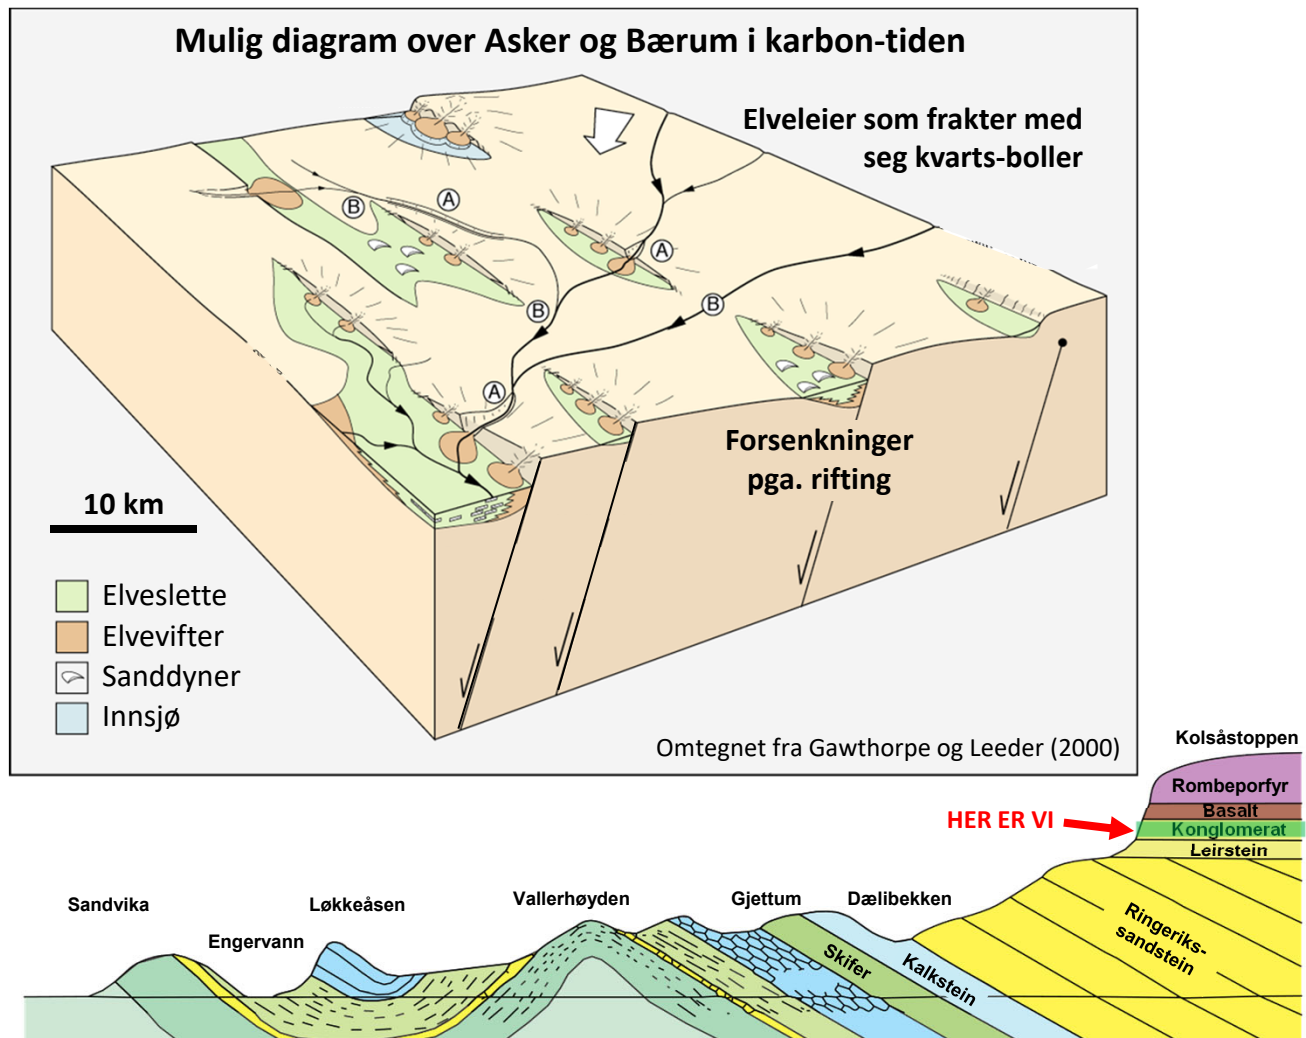 Mulig diagram over Asker og Bærum i karbon-tiden
Elveleier som frakter med
seg kvarts-boller
A
B
A
B
B
A
Forsenkninger
pga. rifting
10 km
Elveslette
Elvevifter
Sanddyner
Innsjø
Omtegnet fra Gawthorpe og Leeder (2000)
Kolsåstoppen
Rombeporfyr
Basalt
HER ER VI
Konglomerat
Leirstein
Sandvika
Engervann
Løkkeåsen
Vallerhøyden
Gjettum
Dælibekken
Skifer
Kalkstein
Ringeriks-
sandstein